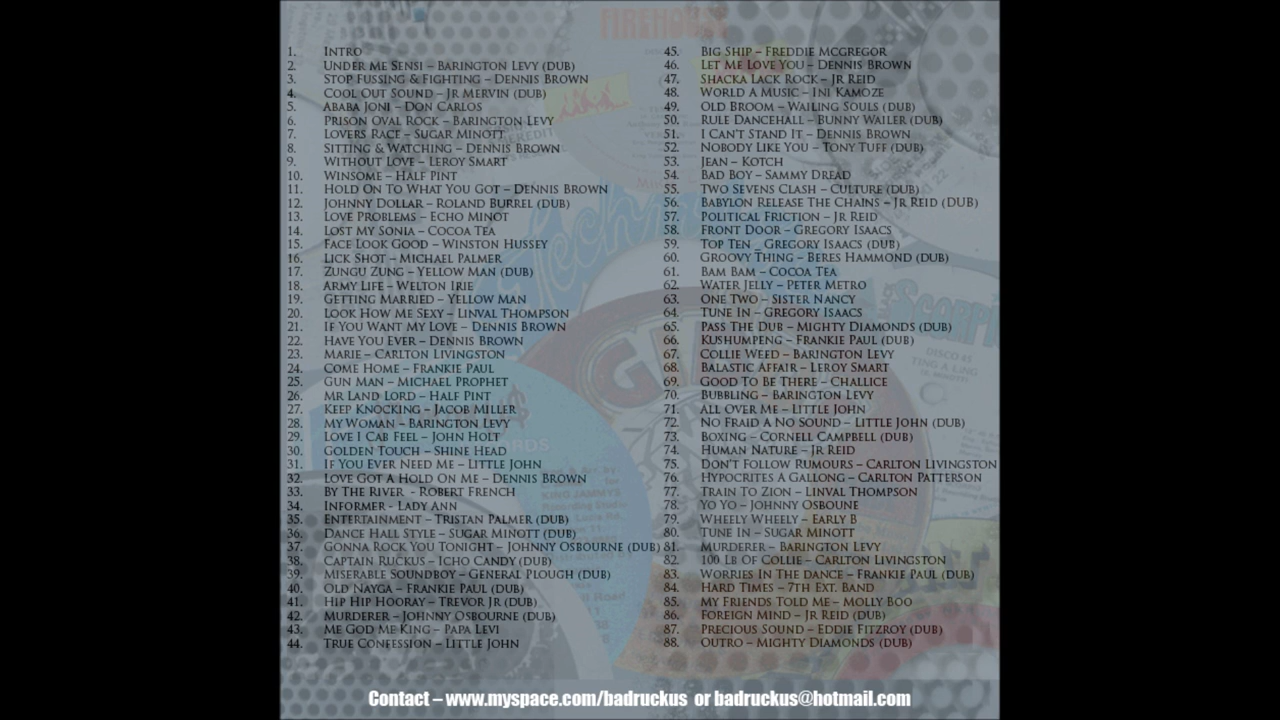 FIREHOUSE
1. INTRO
2. UNDER ME SENSI – BARINGTON LEVY (DUB)
3. STOP FUSSING & FIGHTING – DENNIS BROWN
4. COOL OUT SOUND – JR MERVIN (DUB)
5. ABABA JONI – DON CARLOS
6. PRISON OVAL ROCK – BARINGTON LEVY
7. LOVERS RACE – SUGAR MINOTT
8. SITTING & WATCHING – DENNIS BROWN
9. WITHOUT LOVE – LEROY SMART
10. WINSOME – HALF PINT
11. HOLD ON TO WHAT YOU GOT – DENNIS BROWN
12. JOHNNY DOLLAR – ROLAND BURREL (DUB)
13. LOVE PROBLEMS – ECHO MINOT
14. LOST MY SONIA – COCOA TEA
15. FACE LOOK GOOD – WINSTON HUSSEY
16. LICK SHOT – MICHAEL PALMER
17. ZUNGU ZUNG – YELLOW MAN (DUB)
18. ARMY LIFE – WELTON IRIE
19. GETTING MARRIED – YELLOW MAN
20. LOOK HOW ME SEXY – LINVAL THOMPSON
21. IF YOU WANT MY LOVE – DENNIS BROWN
22. HAVE YOU EVER – DENNIS BROWN
23. MARIE – CARLTON LIVINGSTON
24. COME HOME – FRANKIE PAUL
25. GUN MAN – MICHAEL PROPHET
26. MR LAND LORD – HALF PINT
27. KEEP KNOCKING – JACOB MILLER
28. MY WOMAN – BARINGTON LEVY
29. LOVE I CAB FEEL – JOHN HOLT
30. GOLDEN TOUCH – SHINE HEAD
31. IF YOU EVER NEED ME – LITTLE JOHN
32. LOVE GOT A HOLD ON ME – DENNIS BROWN
33. BY THE RIVER - ROBERT FRENCH
34. INFORMER – LADY ANN
35. ENTERTAINMENT – TRISTAN PALMER (DUB)
36. DANCE HALL STYLE – SUGAR MINOTT (DUB)
37. GONNA ROCK YOU TONIGHT – JOHNNY OSBOURNE (DUB)
38. CAPTAIN RUCKUS – ICHO CANDY (DUB)
39. MISERABLE SOUNDBOY – GENERAL PLOUGH (DUB)
40. OLD NAYGA – FRANKIE PAUL (DUB)
41. HIP HIP HOORAY – TREVOR JR (DUB)
42. MURDERER – JOHNNY OSBOURNE (DUB)
43. ME GOD ME KING – PAPA LEVI
44. TRUE CONFESSION – LITTLE JOHN
45. BIG SHIP – FREDDIE MCGREGOR
46. LET ME LOVE YOU – DENNIS BROWN
47. SHACKA LACK ROCK – JR REID
48. WORLD A MUSIC – INI KAMOZE
49. OLD BROOM – WAILING SOULS (DUB)
50. RULE DANCEHALL – BUNNY WAILER (DUB)
51. I CAN'T STAND IT – DENNIS BROWN
52. NOBODY LIKE YOU – TONY TUFF (DUB)
53. JEAN – KOTCH
54. BAD BOY – SAMMY DREAD
55. TWO SEVENS CLASH – CULTURE (DUB)
56. BABYLON RELEASE THE CHAINS – JR REID (DUB)
57. POLITICAL FRICTION – JR REID
58. FRONT DOOR – GREGORY ISAACS
59. TOP TEN _ GREGORY ISAACS (DUB)
60. GROOVY THING – BERES HAMMOND (DUB)
61. BAM BAM – COCOA TEA
62. WATER JELLY – PETER METRO
63. ONE TWO – SISTER NANCY
64. TUNE IN – GREGORY ISAACS
65. PASS THE DUB – MIGHTY DIAMONDS (DUB)
66. KUSHUMPENG – FRANKIE PAUL (DUB)
67. COLLIE WEED – BARINGTON LEVY
68. BALASTIC AFFAIR – LEROY SMART
69. GOOD TO BE THERE – CHALLICE
70. BUBBLING – BARINGTON LEVY
71. ALL OVER ME – LITTLE JOHN
72. NO FRAID A NO SOUND – LITTLE JOHN (DUB)
73. BOXING – CORNELL CAMPBELL (DUB)
74. HUMAN NATURE – JR REID
75. DON'T FOLLOW RUMOURS – CARLTON LIVINGSTON
76. HYPOCRITES A GALLONG – CARLTON PATTERSON
77. TRAIN TO ZION – LINVAL THOMPSON
78. YO YO – JOHNNY OSBOUNE
79. WHEELY WHEELY – EARLY B
80. TUNE IN – SUGAR MINOTT
81. MURDERER – BARINGTON LEVY
82. 100 LB OF COLLIE – CARLTON LIVINGSTON
83. WORRIES IN THE DANCE – FRANKIE PAUL (DUB)
84. HARD TIMES – 7TH EXT. BAND
85. MY FRIENDS TOLD ME – MOLLY BOO
86. FOREIGN MIND – JR REID (DUB)
87. PRECIOUS SOUND – EDDIE FITZROY (DUB)
88. OUTRO – MIGHTY DIAMONDS (DUB)
Contact – www.myspace.com/badruckus or badruckus@hotmail.com